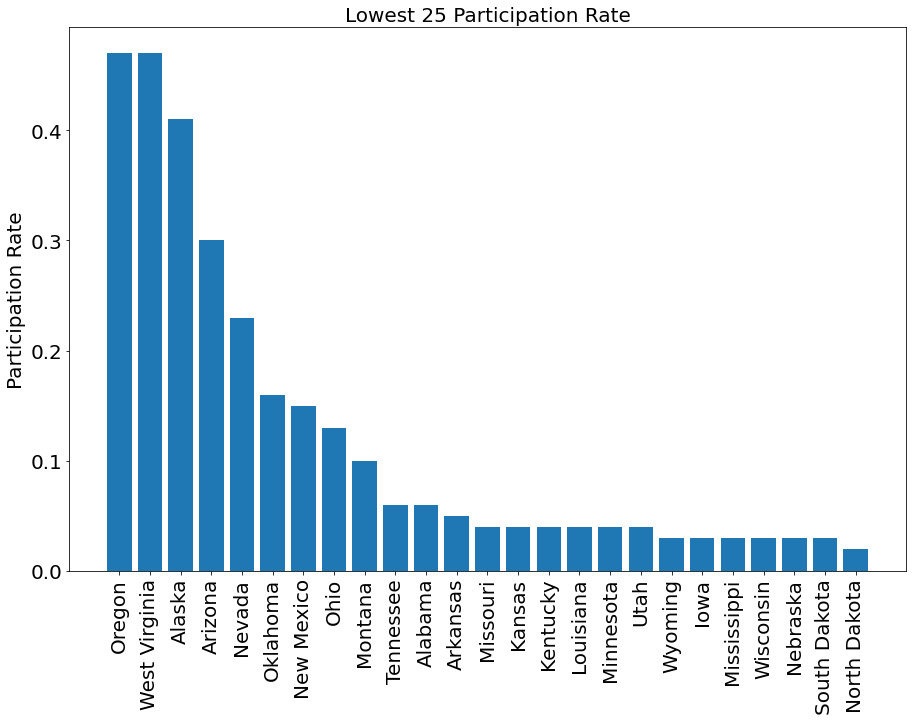 Lowest 25 Participation Rate
Participation Rate
0.4
0.3
0.2
0.1
0.0
Oregon
West Virginia
Alaska
Arizona
Nevada
Oklahoma
New Mexico
Ohio
Montana
Tennessee
Alabama
Arkansas
Missouri
Kansas
Kentucky
Louisiana
Minnesota
Utah
Wyoming
Iowa
Mississippi
Wisconsin
Nebraska
South Dakota
North Dakota